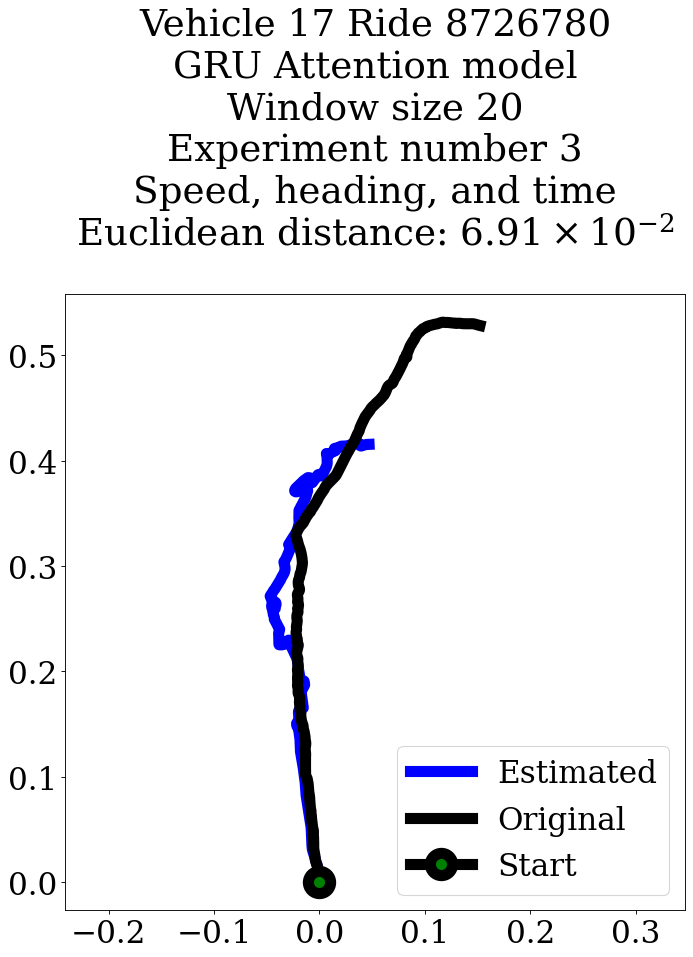 Vehicle 17 Ride 8726780
GRU Attention model
Window size 20
Experiment number 3
Speed, heading, and time
Euclidean distance: 6.91 × 10⁻²
0.5
0.4
0.3
0.2
0.1
0.0
Estimated
Original
Start
−0.2 −0.1 0.0 0.1 0.2 0.3